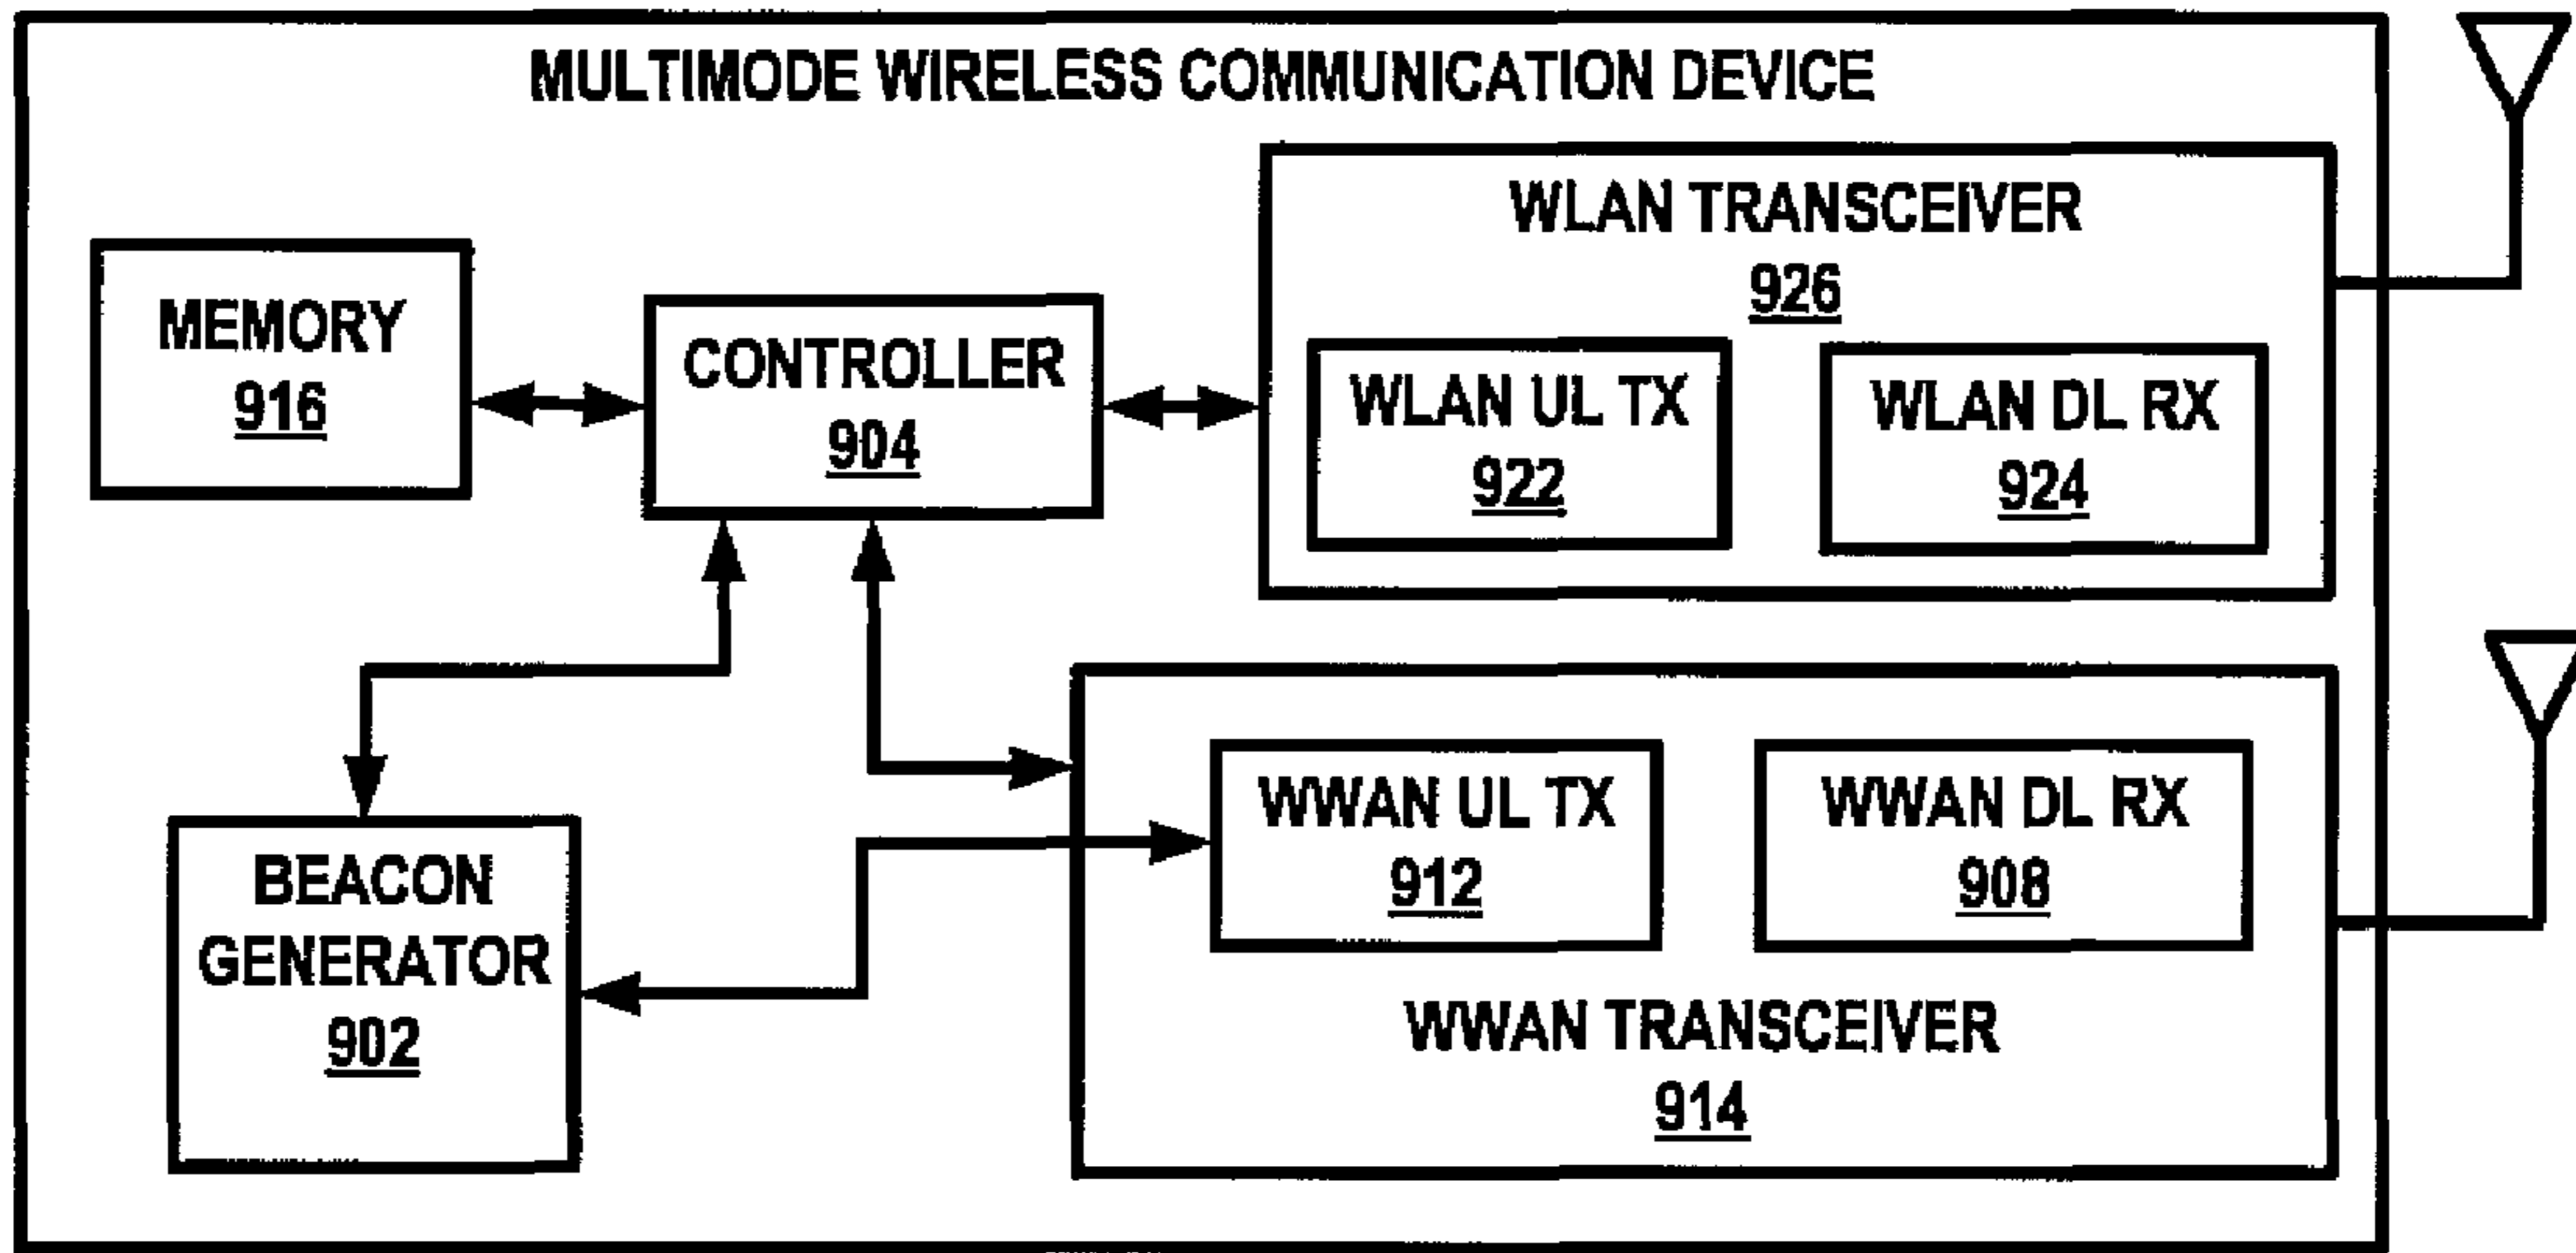 MULTIMODE WIRELESS COMMUNICATION DEVICE
MEMORY
916
CONTROLLER
904
WLAN TRANSCEIVER
926
WLAN UL TX
922
WLAN DL RX
924
BEACON
GENERATOR
902
WWAN UL TX
912
WWAN DL RX
908
WWAN TRANSCEIVER
914